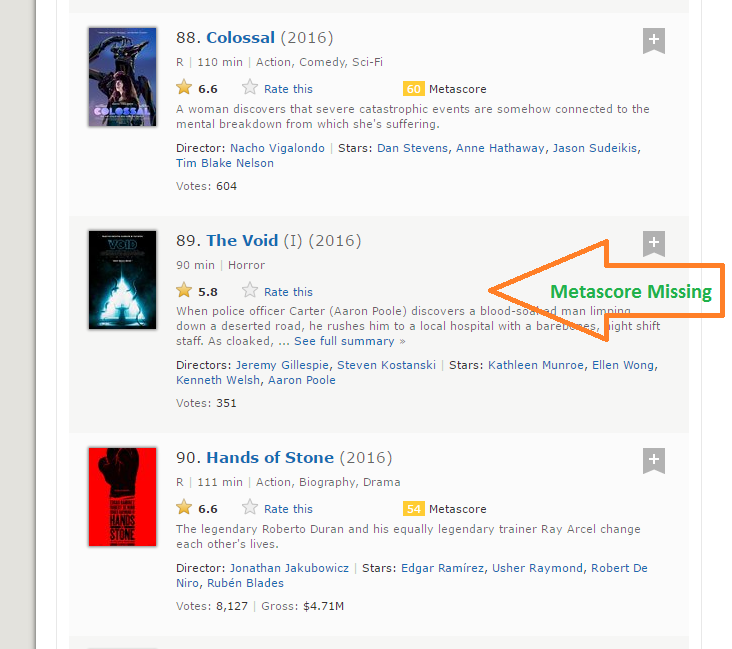 88. Colossal (2016)
R | 110 min | Action, Comedy, Sci-Fi
6.6 Rate this 60 Metascore
A woman discovers that severe catastrophic events are somehow connected to the
mental breakdown from which she's suffering.
Director: Nacho Vigalondo | Stars: Dan Stevens, Anne Hathaway, Jason Sudeikis,
Tim Blake Nelson
Votes: 604
COLOSSAL
89. The Void (I) (2016)
90 min | Horror
5.8 Rate this
Metascore Missing
When police officer Carter (Aaron Poole) discovers a blood-soaked man limping
down a deserted road, he rushes him to a local hospital with a barebones, night shift
staff. As cloaked, ... See full summary »
Directors: Jeremy Gillespie, Steven Kostanski | Stars: Kathleen Munroe, Ellen Wong,
Kenneth Welsh, Aaron Poole
Votes: 351
VOID
90. Hands of Stone (2016)
R | 111 min | Action, Biography, Drama
6.6 Rate this 54 Metascore
The legendary Roberto Duran and his equally legendary trainer Ray Arcel change
each other's lives.
Director: Jonathan Jakubowicz | Stars: Edgar Ramírez, Usher Raymond, Robert De
Niro, Rubén Blades
Votes: 8,127 | Gross: $4.71M
HANDS
STONE